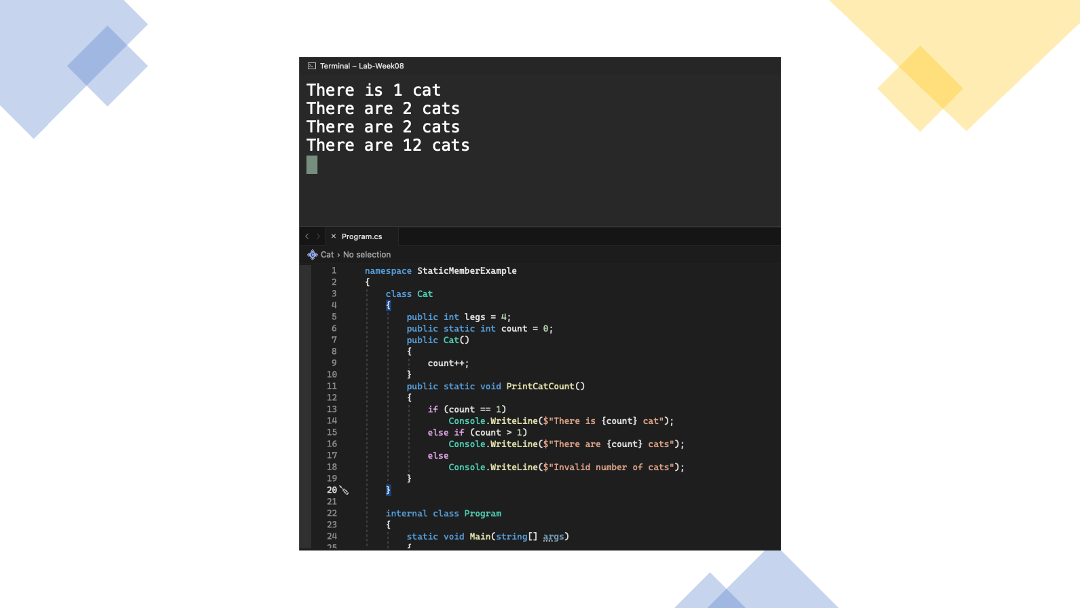 Terminal – Lab-Week08
There is 1 cat
There are 2 cats
There are 2 cats
There are 12 cats
Program.cs
Cat › No selection
1 namespace StaticMemberExample
2 {
3 class Cat
4 {
5 public int legs = 4;
6 public static int count = 0;
7 public Cat()
8 {
9 count++;
10 }
11 public static void PrintCatCount()
12 {
13 if (count == 1)
14 Console.WriteLine($"There is {count} cat");
15 else if (count > 1)
16 Console.WriteLine($"There are {count} cats");
17 else
18 Console.WriteLine($"Invalid number of cats");
19 }
20 }
21
22 internal class Program
23 {
24 static void Main(string[] args)
25 {